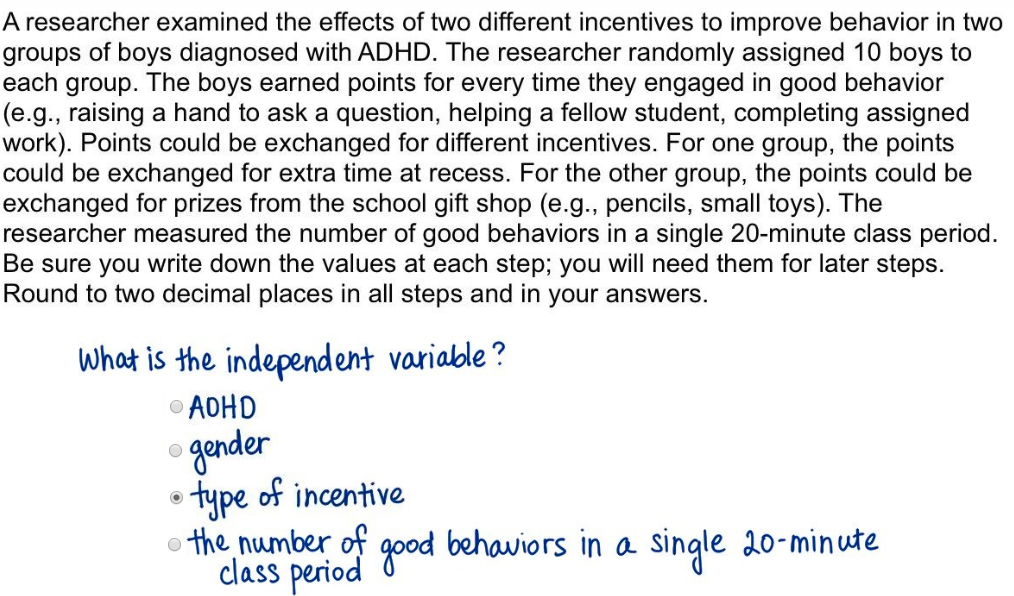 A researcher examined the effects of two different incentives to improve behavior in two
groups of boys diagnosed with ADHD. The researcher randomly assigned 10 boys to
each group. The boys earned points for every time they engaged in good behavior
(e.g., raising a hand to ask a question, helping a fellow student, completing assigned
work). Points could be exchanged for different incentives. For one group, the points
could be exchanged for extra time at recess. For the other group, the points could be
exchanged for prizes from the school gift shop (e.g., pencils, small toys). The
researcher measured the number of good behaviors in a single 20-minute class period.
Be sure you write down the values at each step; you will need them for later steps.
Round to two decimal places in all steps and in your answers.
What is the independent variable?
ADHD
gender
type of incentive
the number of good behaviors in a single 20-minute
class period